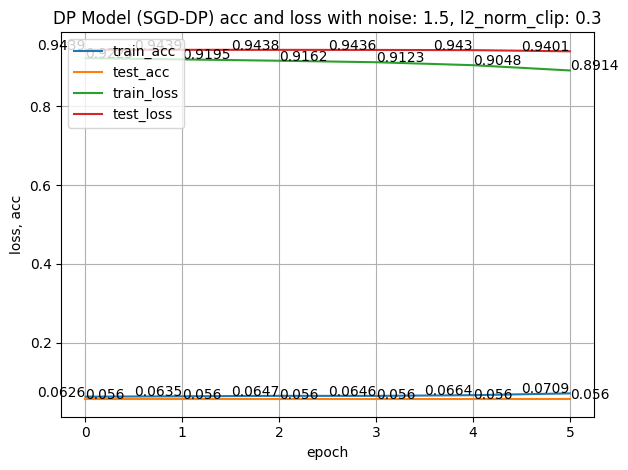 DP Model (SGD-DP) acc and loss with noise: 1.5, l2_norm_clip: 0.3
0.9439 0.9439 0.9438 0.9436 0.943 0.9401
0.9195 0.9162 0.9123 0.9048 0.8914
train_acc
test_acc
train_loss
test_loss
0.8
0.6
0.4
0.2
loss, acc
0.0626 0.0635 0.0647 0.0646 0.0664 0.0709
0.056 0.056 0.056 0.056 0.056 0.056
0 1 2 3 4 5
epoch